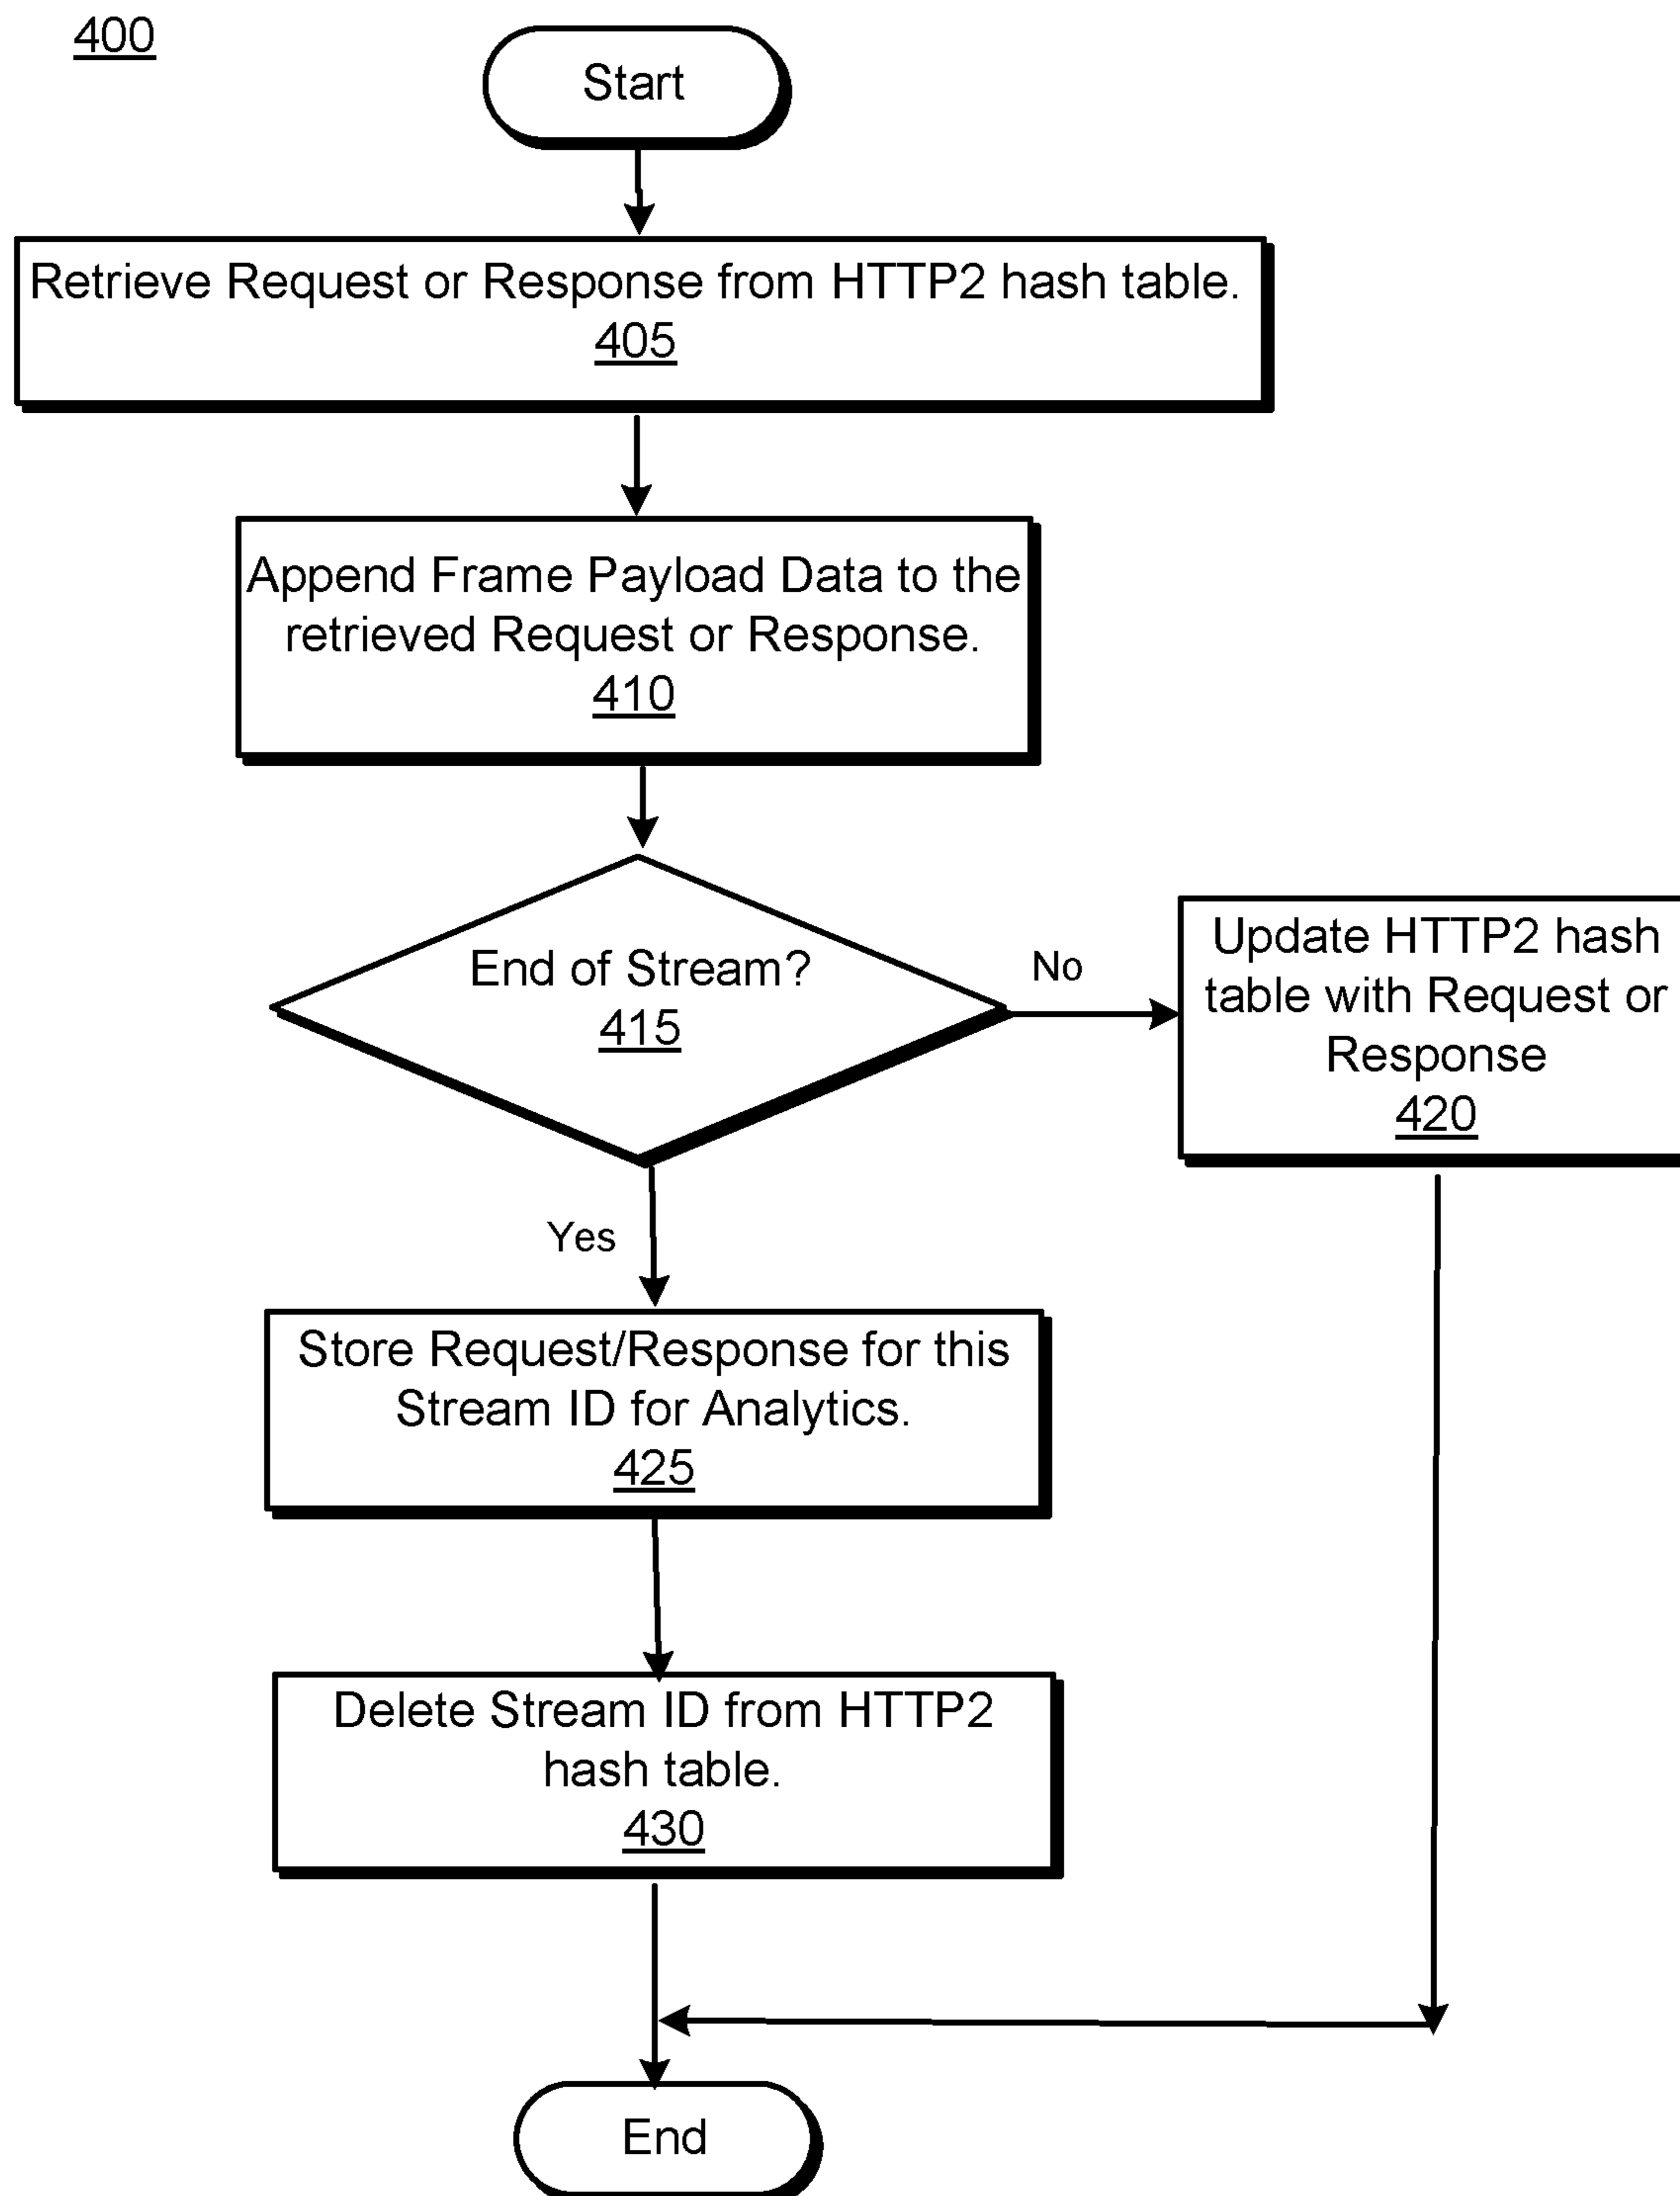 400
Start
Retrieve Request or Response from HTTP2 hash table.
405
Append Frame Payload Data to the
retrieved Request or Response.
410
End of Stream?
415
No
Update HTTP2 hash
table with Request or
Response
420
Yes
Store Request/Response for this
Stream ID for Analytics.
425
Delete Stream ID from HTTP2
hash table.
430
End